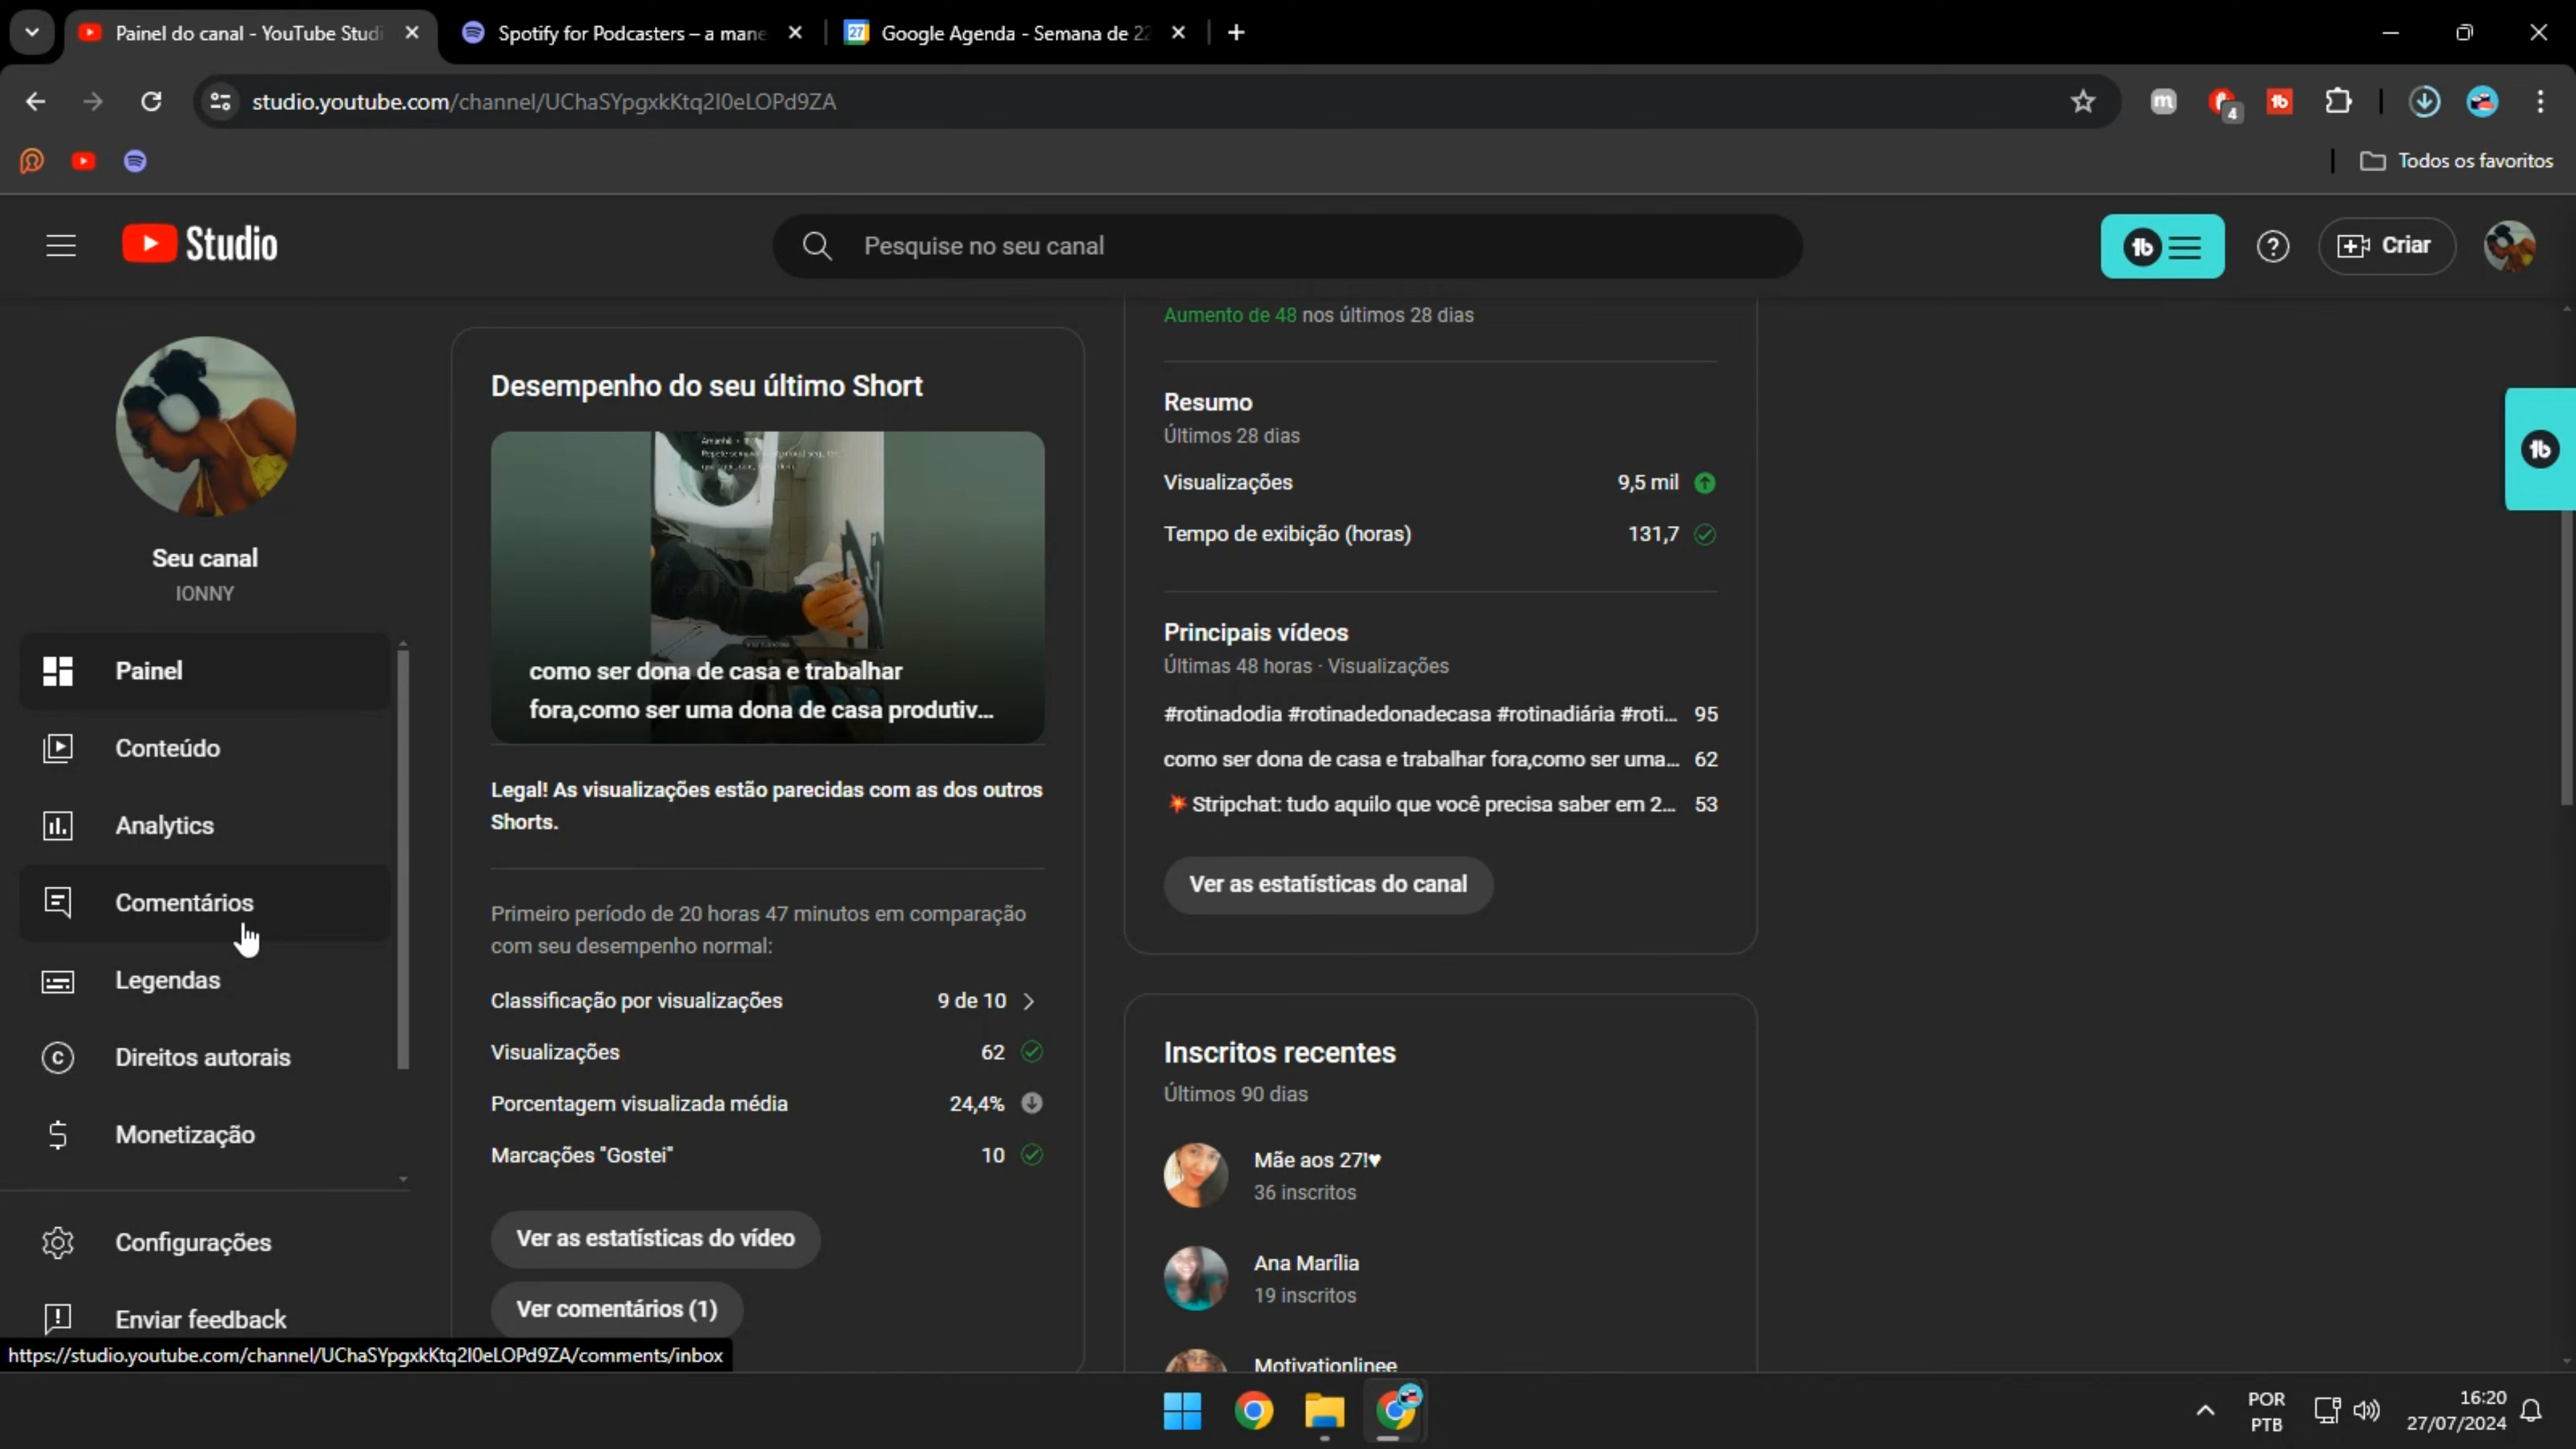 Painel do canal - YouTube Studi
Spotify for Podcasters – a mane
27
Google Agenda - Semana de 22
studio.youtube.com/channel/UChaSYpgxkKtq2I0eLOPd9ZA
m
4
Todos os favoritos
Studio
Pesquise no seu canal
Criar
Seu canal
IONNY
Painel
Conteúdo
Analytics
Comentários
Legendas
Direitos autorais
Monetização
Configurações
Enviar feedback
https://studio.youtube.com/channel/UChaSYpgxkKtq2I0eLOPd9ZA/comments/inbox
Desempenho do seu último Short
como ser dona de casa e trabalhar
fora,como ser uma dona de casa produtiv...
Legal! As visualizações estão parecidas com as dos outros
Shorts.
Primeiro período de 20 horas 47 minutos em comparação
com seu desempenho normal:
Classificação por visualizações 9 de 10
Visualizações 62
Porcentagem visualizada média 24,4%
Marcações "Gostei" 10
Ver as estatísticas do vídeo
Ver comentários (1)
Aumento de 48 nos últimos 28 dias
Resumo
Últimos 28 dias
Visualizações 9,5 mil
Tempo de exibição (horas) 131,7
Principais vídeos
Últimas 48 horas · Visualizações
#rotinadodia #rotinadedonadecasa #rotinadiária #roti... 95
como ser dona de casa e trabalhar fora,como ser uma... 62
💥 Stripchat: tudo aquilo que você precisa saber em 2... 53
Ver as estatísticas do canal
Inscritos recentes
Últimos 90 dias
Mãe aos 27!♥
36 inscritos
Ana Marília
19 inscritos
Motivationlinee
POR
PTB
16:20
27/07/2024